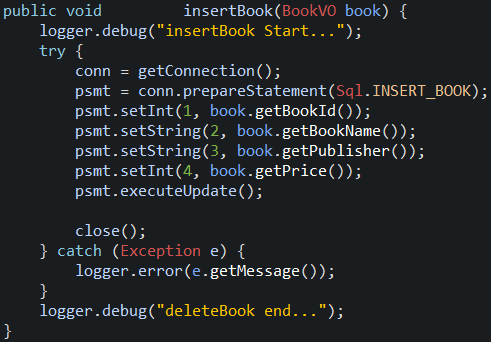 public void        insertBook(BookVO book) {
    logger.debug("insertBook Start...");
    try {
        conn = getConnection();
        psmt = conn.prepareStatement(Sql.INSERT_BOOK);
        psmt.setInt(1, book.getBookId());
        psmt.setString(2, book.getBookName());
        psmt.setString(3, book.getPublisher());
        psmt.setInt(4, book.getPrice());
        psmt.executeUpdate();

        close();
    } catch (Exception e) {
        logger.error(e.getMessage());
    }
    logger.debug("deleteBook end...");
}